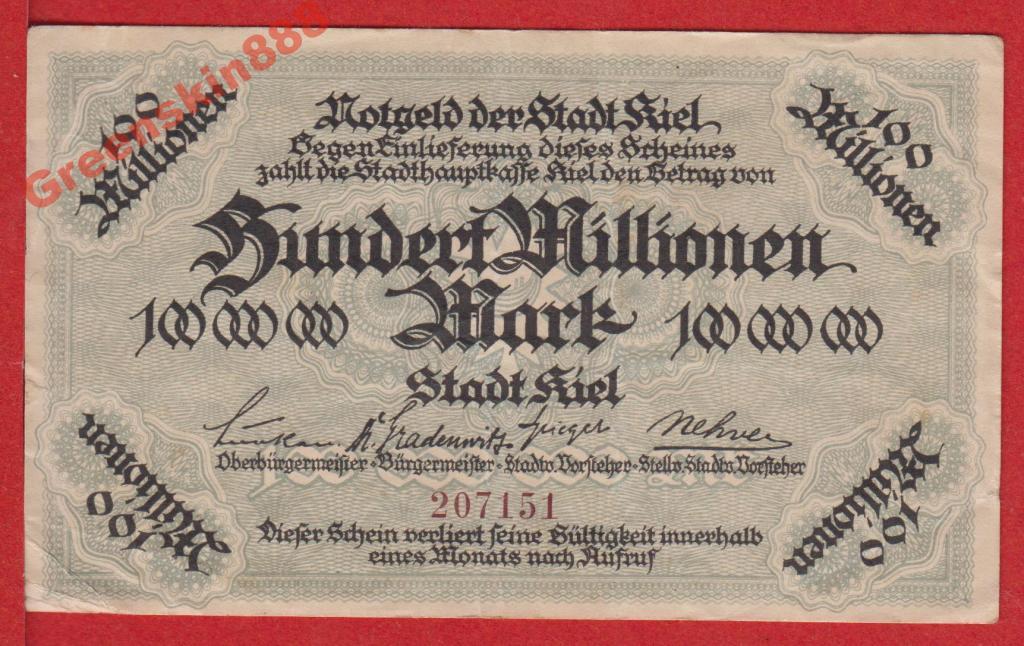 Greenskin888
100
Millionen
100
Millionen
Notgeld der Stadt Kiel
Gegen Einlieferung dieses Scheines
zahlt die Stadthauptkasse Kiel den Betrag von
Hundert Millionen
100 000 000 Mark 100 000 000
Stadt Kiel
Gradenwitz
Oberbürgermeister - Bürgermeister - Stadtv. Vorsteher - Stellv. Stadtv. Vorsteher
207151
Dieser Schein verliert seine Gültigkeit innerhalb
eines Monats nach Aufruf
100
Millionen
100
Millionen